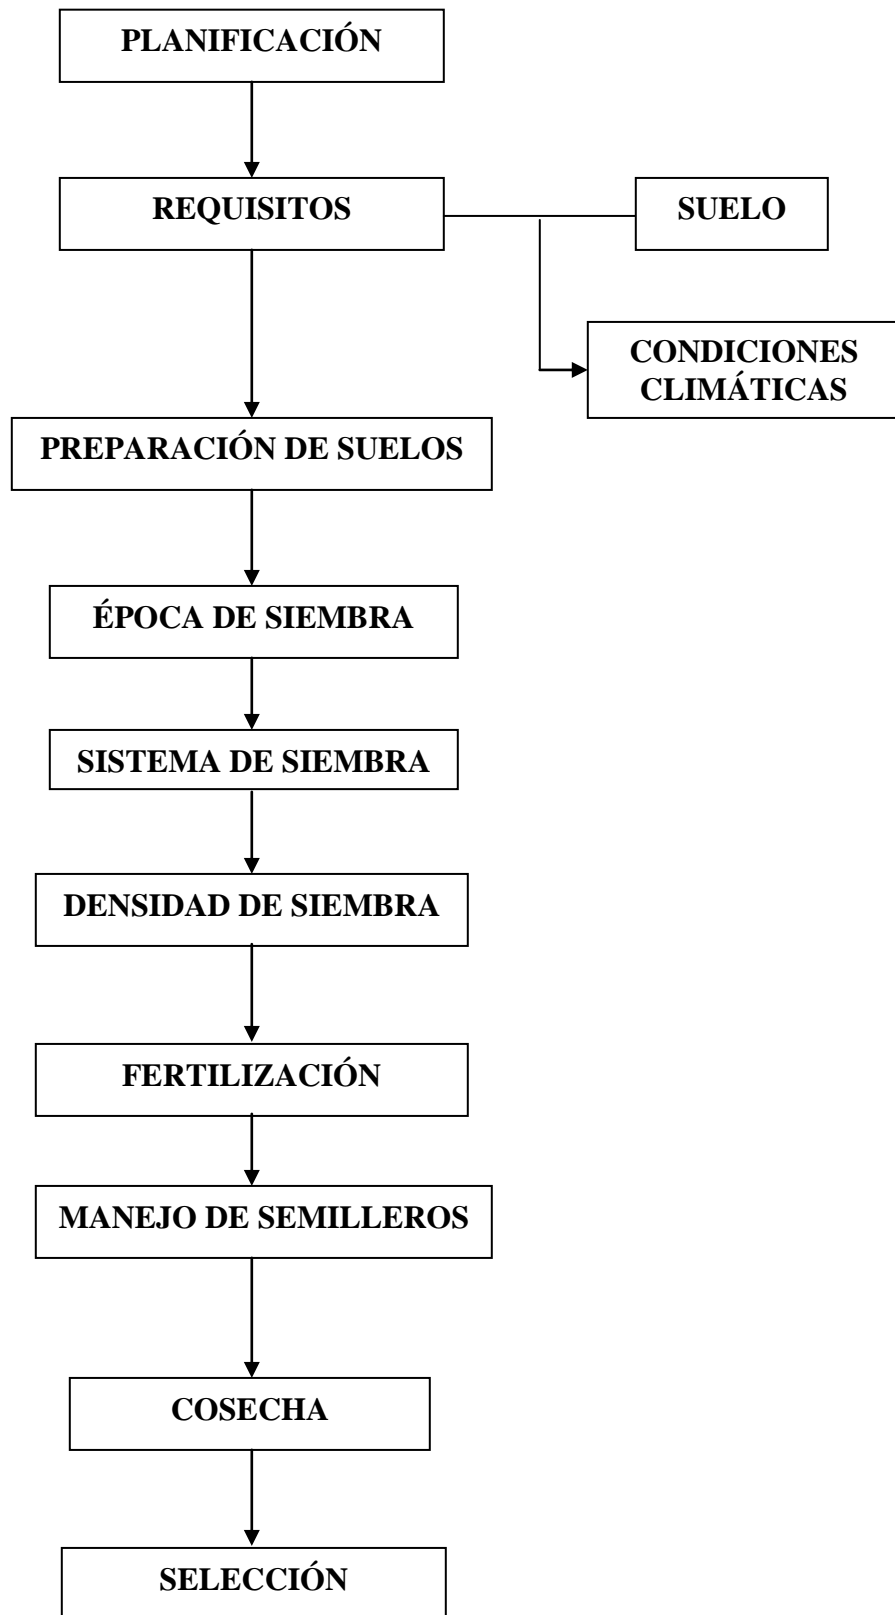 PLANIFICACIÓN
REQUISITOS
SUELO
CONDICIONES
CLIMÁTICAS
PREPARACIÓN DE SUELOS
ÉPOCA DE SIEMBRA
SISTEMA DE SIEMBRA
DENSIDAD DE SIEMBRA
FERTILIZACIÓN
MANEJO DE SEMILLEROS
COSECHA
SELECCIÓN